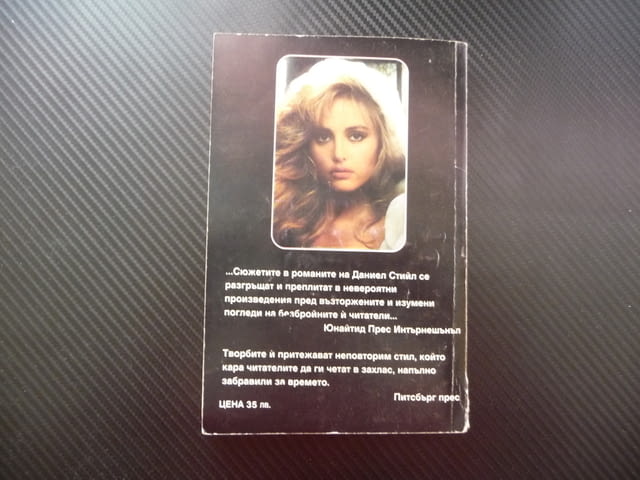 ...Сюжетите в романите на Даниел Стийл се
разгръщат и преплитат в невероятни
произведения пред възторжените и изумени
погледи на безбройните ѝ читатели...
Юнайтид Прес Интърнешънъл
Творбите ѝ притежават неповторим стил, който
кара читателите да ги четат в захлас, напълно
забравили за времето.
Питсбърг прес
ЦЕНА 35 лв.